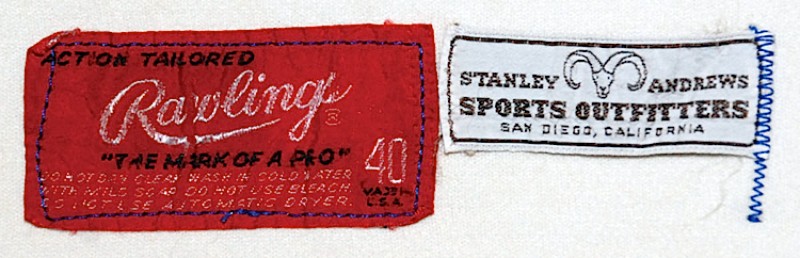 ACTION TAILORED
Rawlings
®
"THE MARK OF A PRO"
40
DO NOT DRY CLEAN WASH IN COLD WATER
WITH MILD SOAP DO NOT USE BLEACH
DO NOT USE AUTOMATIC DRYER.
MADE IN
U.S.A.
STANLEY ANDREWS
SPORTS OUTFITTERS
SAN DIEGO, CALIFORNIA